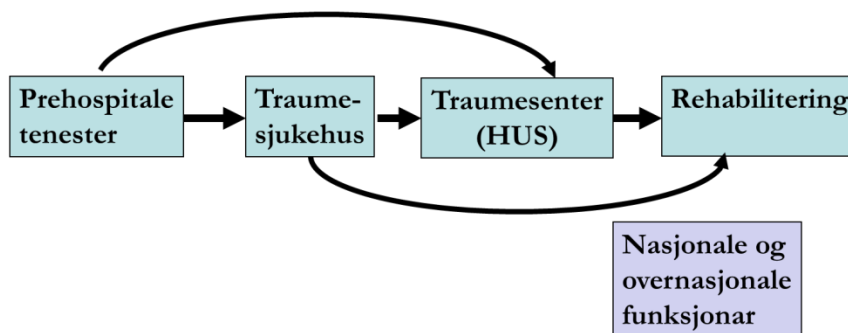 Prehospitale
tenester
Traume-
sjukehus
Traumesenter
(HUS)
Rehabilitering
Nasjonale og
overnasjonale
funksjonar